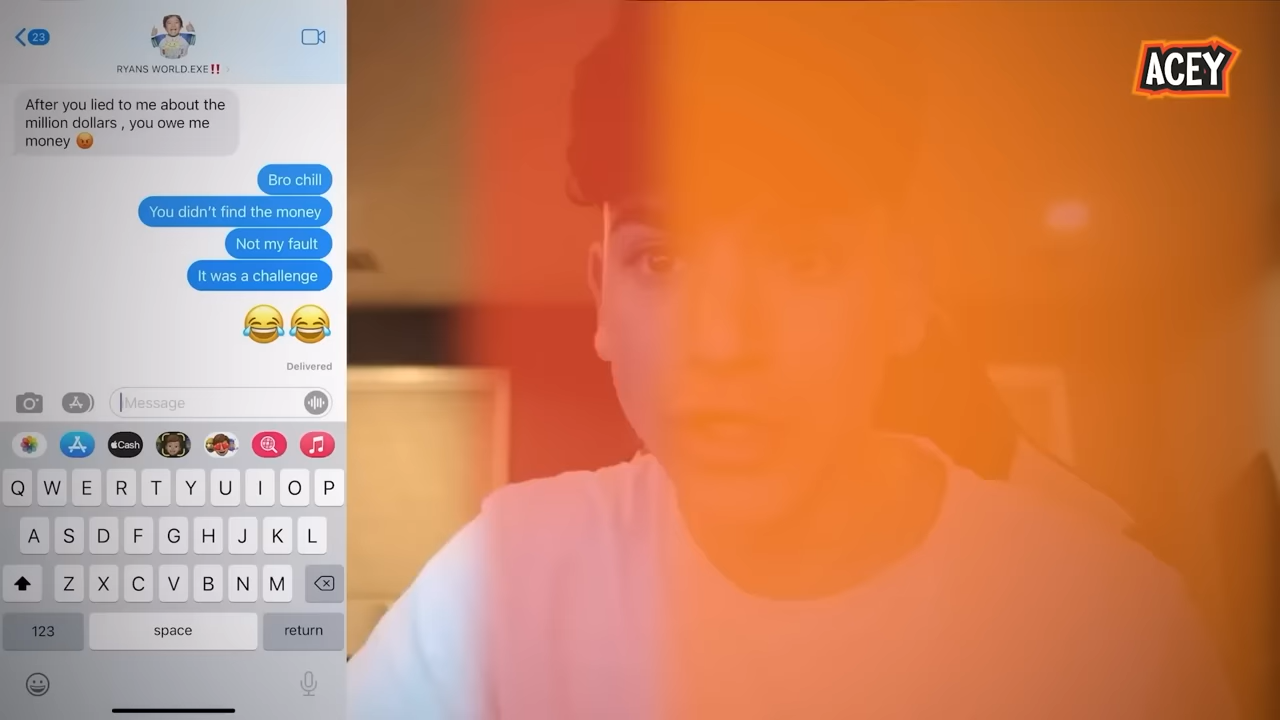 23
RYANS WORLD.EXE‼️
ACEY
After you lied to me about the
million dollars , you owe me
money 😡
Bro chill
You didn't find the money
Not my fault
It was a challenge
😂😂
Delivered
Message
Cash
Q W E R T Y U I O P
A S D F G H J K L
Z X C V B N M
123 space return